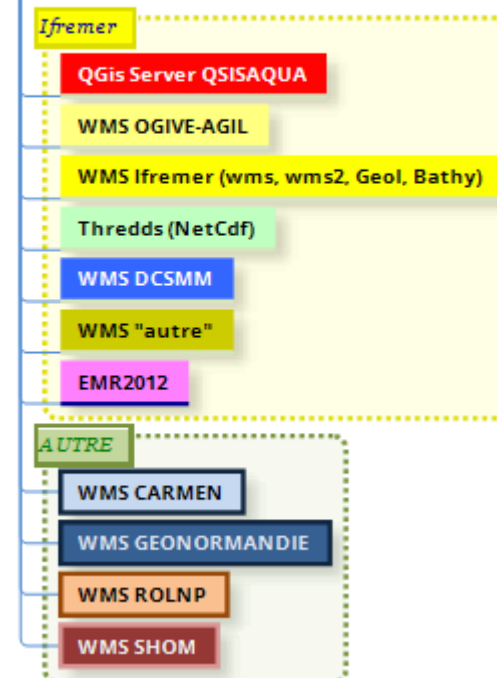 Ifremer
QGis Server QSISAQUA
WMS OGIVE-AGIL
WMS Ifremer (wms, wms2, Geol, Bathy)
Thredds (NetCdf)
WMS DCSMM
WMS "autre"
EMR2012
AUTRE
WMS CARMEN
WMS GEONORMANDIE
WMS ROLNP
WMS SHOM